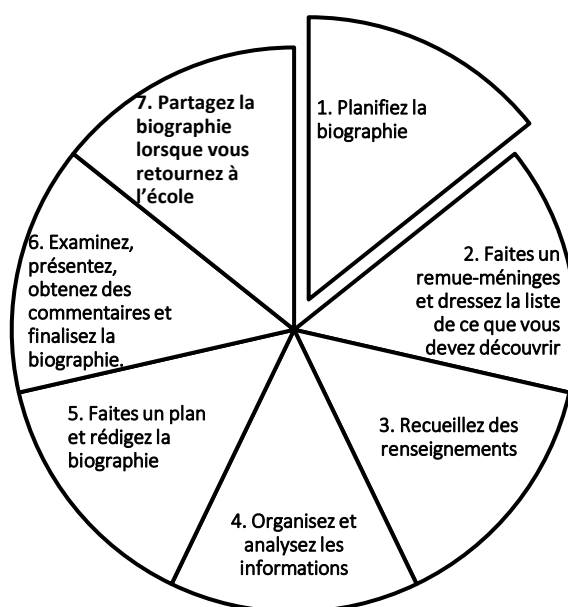 1. Planifiez la
biographie
2. Faites un
remue-méninges
et dressez la liste
de ce que vous
devez découvrir
3. Recueillez des
renseignements
4. Organisez et
analysez les
informations
5. Faites un plan
et rédigez la
biographie
6. Examinez,
présentez,
obtenez des
commentaires et
finalisez la
biographie.
7. Partagez la
biographie
lorsque vous
retournez à
l'école